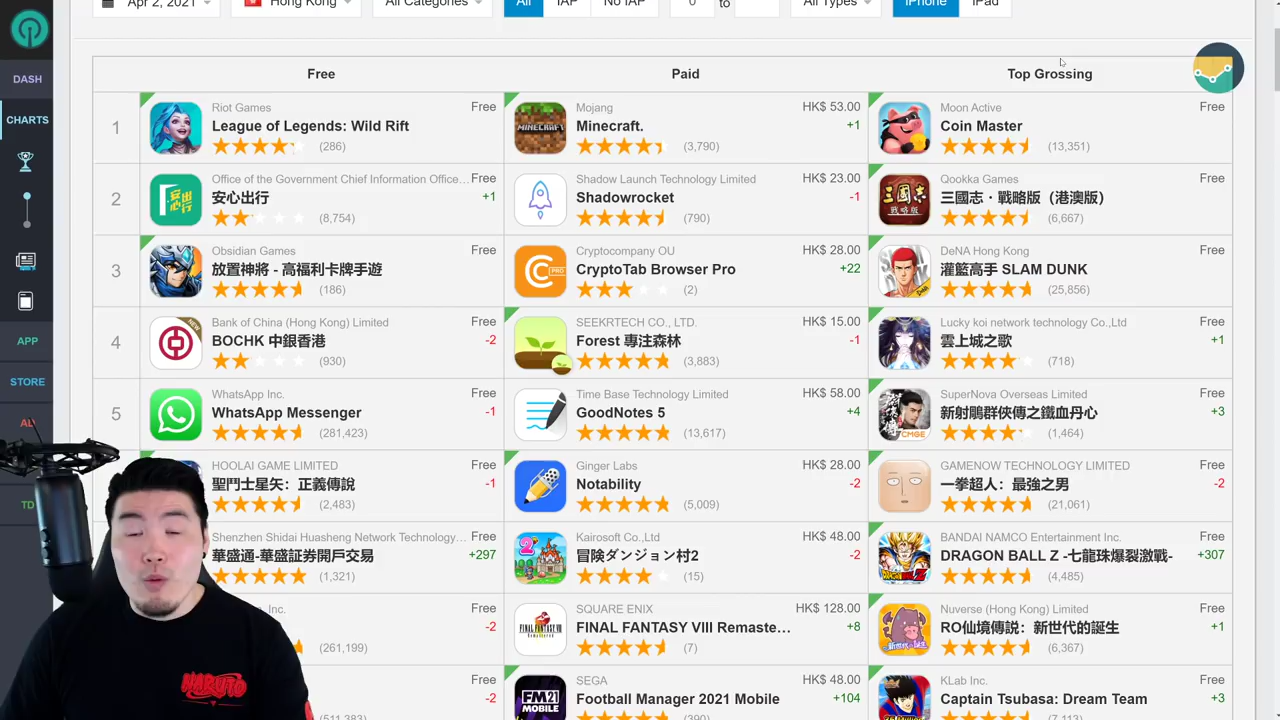 Apr 2, 2021
Hong Kong
All Categories
All
IAP
No IAP
0
to
All Types
iPhone
iPad
DASH
CHARTS
APP
STORE
TD
Free
Paid
Top Grossing
1
Riot Games
Free
League of Legends: Wild Rift
(286)
Mojang
HK$ 53.00
Minecraft.
+1
(3,790)
MINECRAFT
Moon Active
Free
Coin Master
(13,351)
2
Office of the Government Chief Information Office...
Free
安心出行
+1
(8,754)
Shadow Launch Technology Limited
HK$ 23.00
Shadowrocket
-1
(790)
Qookka Games
Free
三國志・戰略版（港澳版）
(6,667)
3
Obsidian Games
Free
放置神將 - 高福利卡牌手遊
(186)
Cryptocompany OU
HK$ 28.00
CryptoTab Browser Pro
+22
(2)
PRO
DeNA Hong Kong
Free
灌籃高手 SLAM DUNK
(25,856)
4
Bank of China (Hong Kong) Limited
Free
BOCHK 中銀香港
-2
(930)
NEW
SEEKRTECH CO., LTD.
HK$ 15.00
Forest 專注森林
-1
(3,883)
Lucky koi network technology Co.,Ltd
Free
雲上城之歌
+1
(718)
5
WhatsApp Inc.
Free
WhatsApp Messenger
-1
(281,423)
Time Base Technology Limited
HK$ 58.00
GoodNotes 5
+4
(13,617)
SuperNova Overseas Limited
Free
新射鵰群俠傳之鐵血丹心
+3
(1,464)
CMGE
HOOLAI GAME LIMITED
Free
聖鬥士星矢：正義傳說
-1
(2,483)
Ginger Labs
HK$ 28.00
Notability
-2
(5,009)
GAMENOW TECHNOLOGY LIMITED
Free
一拳超人：最強之男
-2
(21,061)
Shenzhen Shidai Huasheng Network Technology...
Free
華盛通-華盛証券開戶交易
+297
(1,321)
Kairosoft Co.,Ltd
HK$ 48.00
冒険ダンジョン村2
-2
(15)
BANDAI NAMCO Entertainment Inc.
Free
DRAGON BALL Z -七龍珠爆裂激戰-
+307
(4,485)
Inc.
Free
-2
(261,199)
SQUARE ENIX
HK$ 128.00
FINAL FANTASY VIII Remaste...
+8
(7)
FINAL FANTASY VIII
Nuverse (Hong Kong) Limited
Free
RO仙境傳說：新世代的誕生
+1
(6,367)
Free
-2
(511,383)
SEGA
HK$ 48.00
Football Manager 2021 Mobile
+104
(390)
FM21
MOBILE
KLab Inc.
Free
Captain Tsubasa: Dream Team
+3
(7,113)
NARUTO